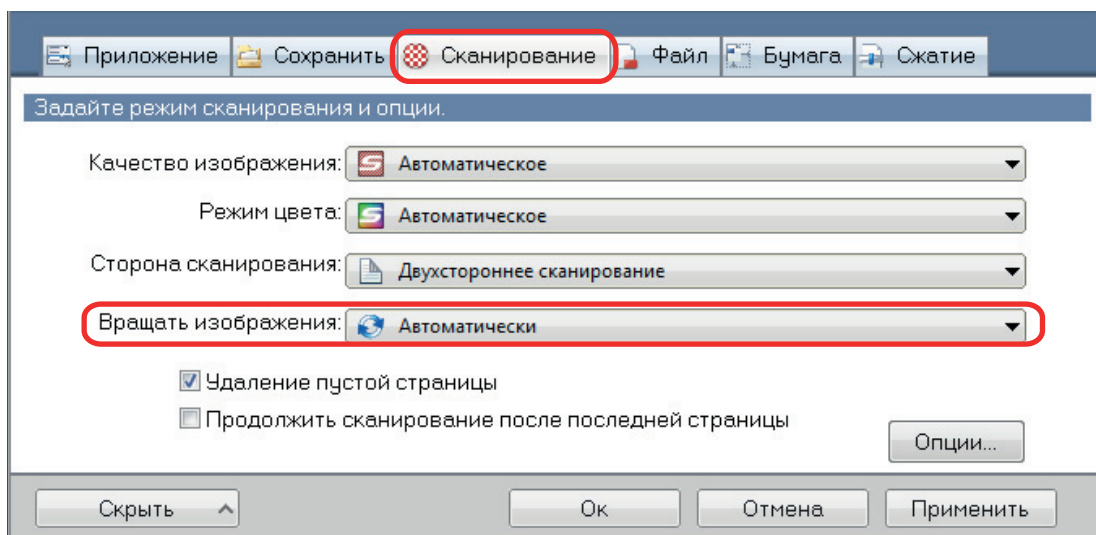 Приложение Сохранить Сканирование Файл Бумага Сжатие
Задайте режим сканирования и опции.
Качество изображения: Автоматическое
Режим цвета: Автоматическое
Сторона сканирования: Двухстороннее сканирование
Вращать изображения: Автоматически
Удаление пустой страницы
Продолжить сканирование после последней страницы
Опции...
Скрыть Ок Отмена Применить